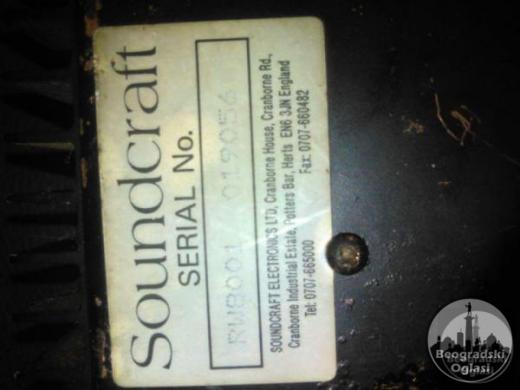 Soundcraft
SERIAL No.
RW8001 019056
SOUNDCRAFT ELECTRONICS LTD, Cranborne House, Cranborne Rd.,
Cranborne Industrial Estate, Potters Bar, Herts EN6 3JN England
Tel: 0707-665000 Fax: 0707-660482
Beogradski
Oglasi